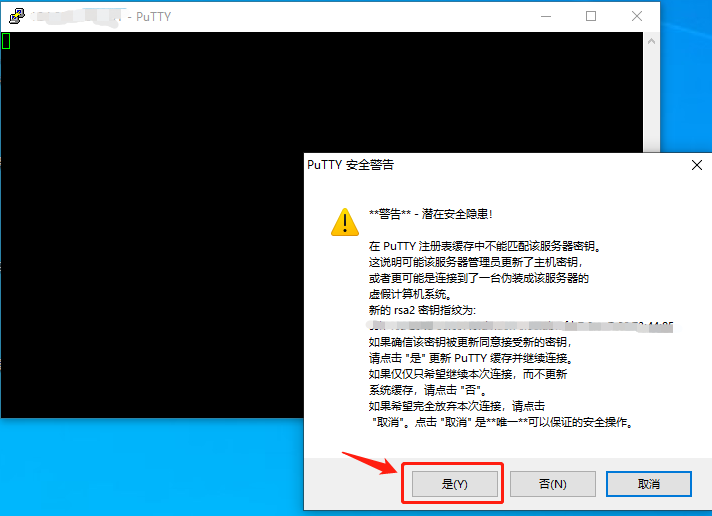 - PuTTY
PuTTY 安全警告
**警告** - 潜在安全隐患!
在 PuTTY 注册表缓存中不能匹配该服务器密钥。
这说明可能该服务器管理员更新了主机密钥，
或者更可能是连接到了一台伪装成该服务器的
虚假计算机系统。
新的 rsa2 密钥指纹为:
如果确信该密钥被更新同意接受新的密钥，
请点击 "是" 更新 PuTTY 缓存并继续连接。
如果仅仅只希望继续本次连接，而不更新
系统缓存，请点击 "否"。
如果希望完全放弃本次连接，请点击
"取消"。点击 "取消" 是**唯一**可以保证的安全操作。
是(Y)
否(N)
取消